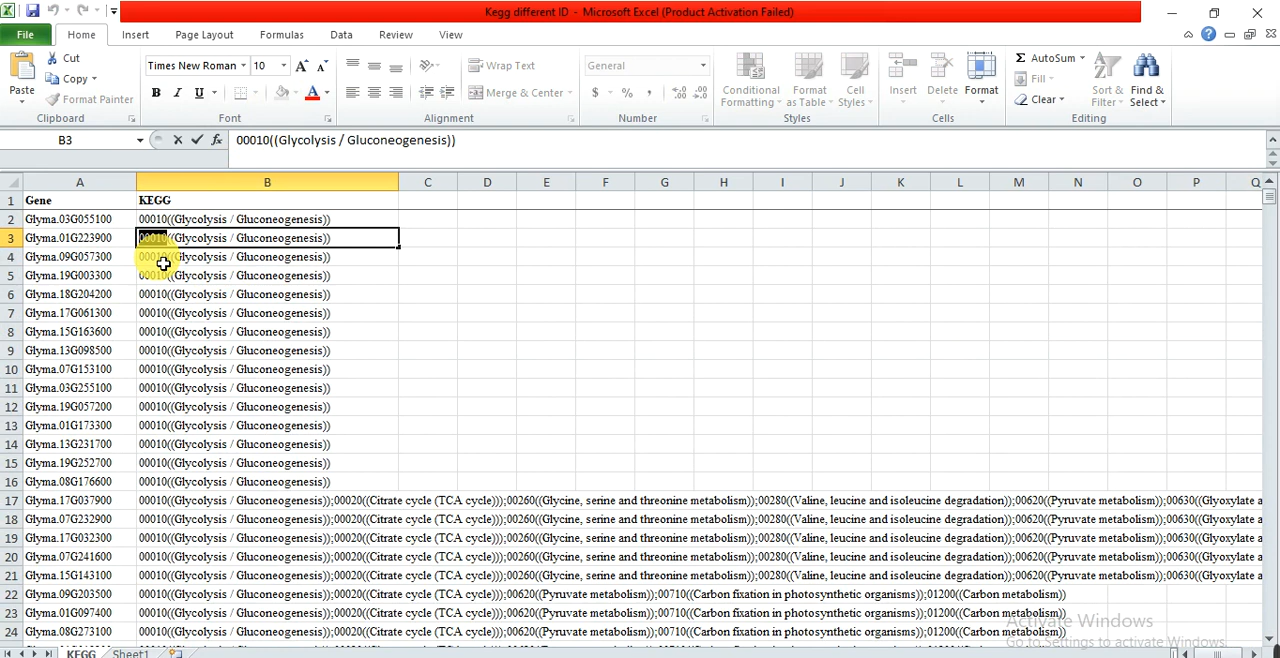 Kegg different ID - Microsoft Excel (Product Activation Failed)
File Home Insert Page Layout Formulas Data Review View
Paste Cut Copy Format Painter Clipboard
Times New Roman 10 A A B I U A Font
Wrap Text Merge & Center Alignment
General $ % , Number
Conditional Formatting Format as Table Cell Styles Styles
Insert Delete Format Cells
Σ AutoSum Fill Clear Sort & Filter Find & Select Editing
B3 fx 00010((Glycolysis / Gluconeogenesis))
A B C D E F G H I J K L M N O P Q
1 Gene KEGG
2 Glyma.03G055100 00010((Glycolysis / Gluconeogenesis))
3 Glyma.01G223900 00010((Glycolysis / Gluconeogenesis))
4 Glyma.09G057300 00010((Glycolysis / Gluconeogenesis))
5 Glyma.19G003300 00010((Glycolysis / Gluconeogenesis))
6 Glyma.18G204200 00010((Glycolysis / Gluconeogenesis))
7 Glyma.17G061300 00010((Glycolysis / Gluconeogenesis))
8 Glyma.15G163600 00010((Glycolysis / Gluconeogenesis))
9 Glyma.13G098500 00010((Glycolysis / Gluconeogenesis))
10 Glyma.07G153100 00010((Glycolysis / Gluconeogenesis))
11 Glyma.03G255100 00010((Glycolysis / Gluconeogenesis))
12 Glyma.19G057200 00010((Glycolysis / Gluconeogenesis))
13 Glyma.01G173300 00010((Glycolysis / Gluconeogenesis))
14 Glyma.13G231700 00010((Glycolysis / Gluconeogenesis))
15 Glyma.19G252700 00010((Glycolysis / Gluconeogenesis))
16 Glyma.08G176600 00010((Glycolysis / Gluconeogenesis))
17 Glyma.17G037900 00010((Glycolysis / Gluconeogenesis));00020((Citrate cycle (TCA cycle)));00260((Glycine, serine and threonine metabolism));00280((Valine, leucine and isoleucine degradation));00620((Pyruvate metabolism));00630((Glyoxylate a
18 Glyma.07G232900 00010((Glycolysis / Gluconeogenesis));00020((Citrate cycle (TCA cycle)));00260((Glycine, serine and threonine metabolism));00280((Valine, leucine and isoleucine degradation));00620((Pyruvate metabolism));00630((Glyoxylate a
19 Glyma.17G032300 00010((Glycolysis / Gluconeogenesis));00020((Citrate cycle (TCA cycle)));00260((Glycine, serine and threonine metabolism));00280((Valine, leucine and isoleucine degradation));00620((Pyruvate metabolism));00630((Glyoxylate a
20 Glyma.07G241600 00010((Glycolysis / Gluconeogenesis));00020((Citrate cycle (TCA cycle)));00260((Glycine, serine and threonine metabolism));00280((Valine, leucine and isoleucine degradation));00620((Pyruvate metabolism));00630((Glyoxylate a
21 Glyma.15G143100 00010((Glycolysis / Gluconeogenesis));00020((Citrate cycle (TCA cycle)));00260((Glycine, serine and threonine metabolism));00280((Valine, leucine and isoleucine degradation));00620((Pyruvate metabolism));00630((Glyoxylate a
22 Glyma.09G203500 00010((Glycolysis / Gluconeogenesis));00020((Citrate cycle (TCA cycle)));00620((Pyruvate metabolism));00710((Carbon fixation in photosynthetic organisms));01200((Carbon metabolism))
23 Glyma.01G097400 00010((Glycolysis / Gluconeogenesis));00020((Citrate cycle (TCA cycle)));00620((Pyruvate metabolism));00710((Carbon fixation in photosynthetic organisms));01200((Carbon metabolism))
24 Glyma.08G273100 00010((Glycolysis / Gluconeogenesis));00020((Citrate cycle (TCA cycle)));00620((Pyruvate metabolism));00710((Carbon fixation in photosynthetic organisms));01200((Carbon metabolism))
Activate Windows
Go to Settings to activate Windows.
KEGG Sheet1